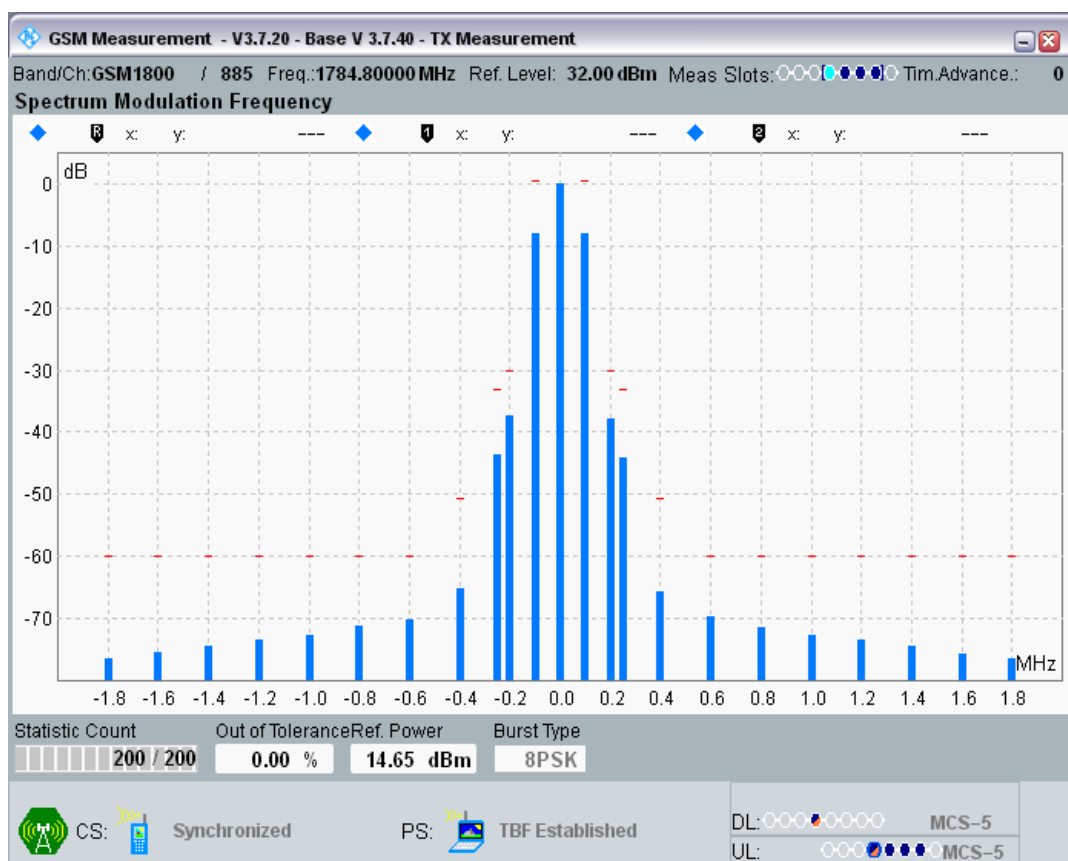 GSM Measurement - V3.7.20 - Base V 3.7.40 - TX Measurement
Band/Ch:GSM1800 / 885 Freq.:1784.80000 MHz Ref. Level: 32.00 dBm Meas Slots: Tim.Advance.: 0
Spectrum Modulation Frequency
R x: y: --- 1 x: y: --- 2 x: y: ---
dB
0
-10
-20
-30
-40
-50
-60
-70
MHz
-1.8 -1.6 -1.4 -1.2 -1.0 -0.8 -0.6 -0.4 -0.2 0.0 0.2 0.4 0.6 0.8 1.0 1.2 1.4 1.6 1.8
Statistic Count Out of Tolerance Ref. Power Burst Type
200 / 200 0.00 % 14.65 dBm 8PSK
CS: Synchronized PS: TBF Established
DL: MCS-5
UL: MCS-5